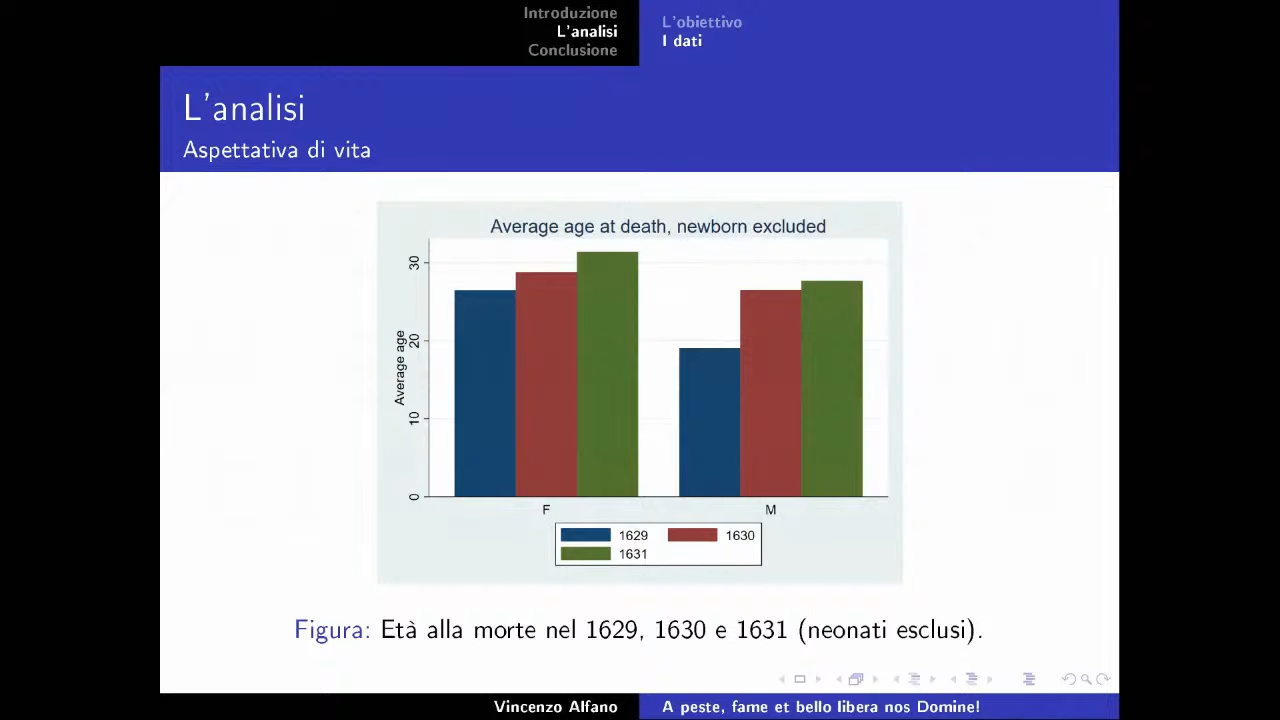 Introduzione
L'analisi
Conclusione
L'obiettivo
I dati
L'analisi
Aspettativa di vita
Average age at death, newborn excluded
Average age
30
20
10
0
F
M
1629
1630
1631
Figura: Età alla morte nel 1629, 1630 e 1631 (neonati esclusi).
Vincenzo Alfano
A peste, fame et bello libera nos Domine!